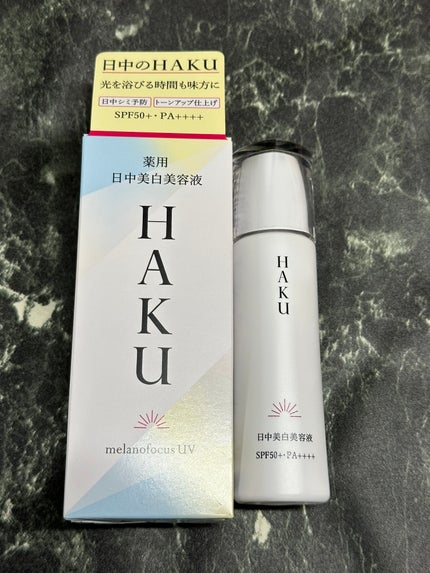 日中のHAKU
光を浴びる時間も味方に
日中シミ予防 トーンアップ仕上げ
SPF50+・PA++++
薬用
日中美白美容液
HAKU
melanofocus UV
HAKU
日中美白美容液
SPF50+・PA++++